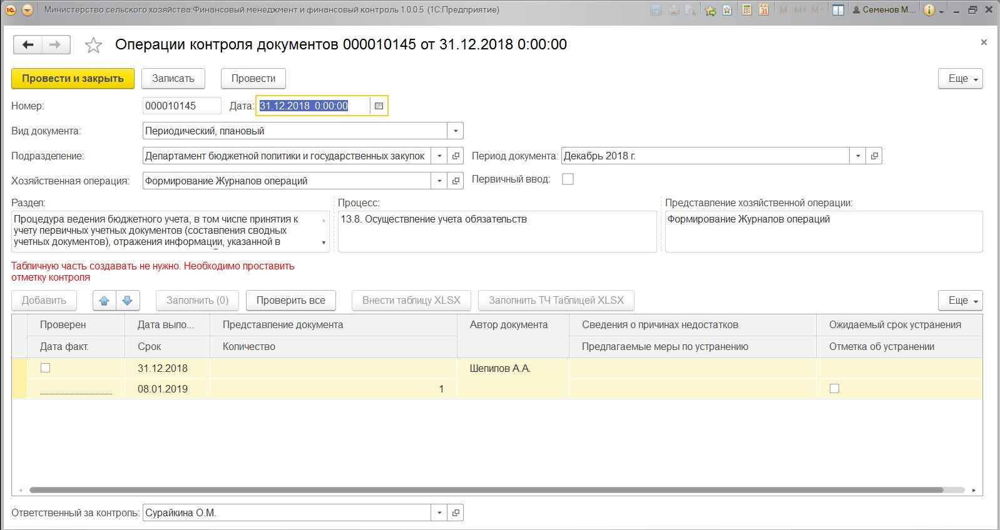 Министерство сельского хозяйства:Финансовый менеджмент и финансовый контроль 1.0.0.5 (1С:Предприятие)
M M+ M- Семенов М....
Операции контроля документов 000010145 от 31.12.2018 0:00:00
Провести и закрыть Записать Провести Еще
Номер: 000010145 Дата: 31.12.2018 0:00:00
Вид документа: Периодический, плановый
Подразделение: Департамент бюджетной политики и государственных закупок Период документа: Декабрь 2018 г.
Хозяйственная операция: Формирование Журналов операций Первичный ввод:
Раздел: Процесс: Представление хозяйственной операции:
Процедура ведения бюджетного учета, в том числе принятия к 13.8. Осуществление учета обязательств Формирование Журналов операций
учету первичных учетных документов (составления сводных
учетных документов), отражения информации, указанной в
Табличную часть создавать не нужно. Необходимо проставить
отметку контроля
Добавить Заполнить (0) Проверить все Внести таблицу XLSX Заполнить ТЧ Таблицей XLSX Еще
Проверен Дата выпо... Представление документа Автор документа Сведения о причинах недостатков Ожидаемый срок устранения
Дата факт. Срок Количество Предлагаемые меры по устранению Отметка об устранении
31.12.2018 Шепилов А.А.
08.01.2019 1
Ответственный за контроль: Сурайкина О.М.